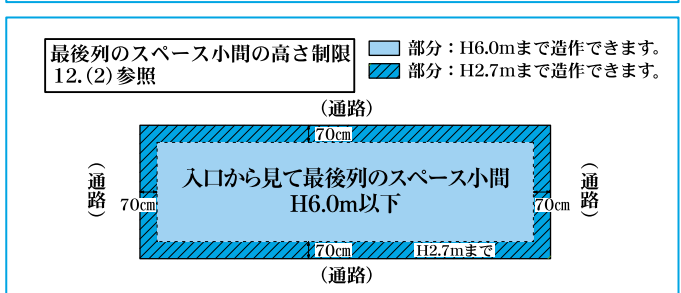 最後列のスペース小間の高さ制限
12.(2)参照
部分：H6.0mまで造作できます。
部分：H2.7mまで造作できます。
（通路）
70㎝
（通路）
70㎝
入口から見て最後列のスペース小間
H6.0m以下
70㎝
（通路）
70㎝
H2.7mまで
（通路）